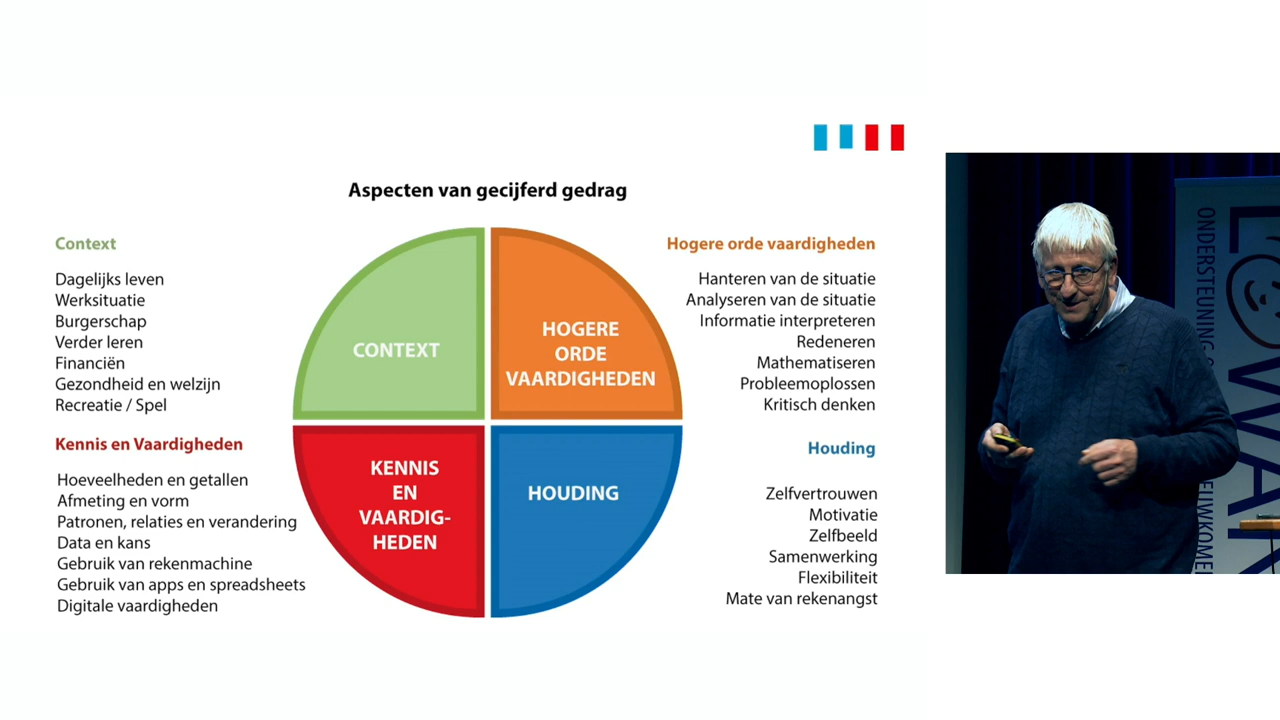 Aspecten van gecijferd gedrag
Context
Dagelijks leven
Werksituatie
Burgerschap
Verder leren
Financiën
Gezondheid en welzijn
Recreatie / Spel
Kennis en Vaardigheden
Hoeveelheden en getallen
Afmeting en vorm
Patronen, relaties en verandering
Data en kans
Gebruik van rekenmachine
Gebruik van apps en spreadsheets
Digitale vaardigheden
CONTEXT
HOGERE
ORDE
VAARDIGHEDEN
KENNIS
EN
VAARDIG-
HEDEN
HOUDING
Hogere orde vaardigheden
Hanteren van de situatie
Analyseren van de situatie
Informatie interpreteren
Redeneren
Mathematiseren
Probleemoplossen
Kritisch denken
Houding
Zelfvertrouwen
Motivatie
Zelfbeeld
Samenwerking
Flexibiliteit
Mate van rekenangst
LOWAN
ONDERSTEUNING